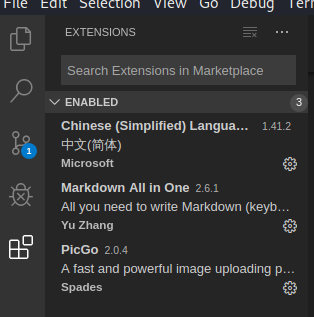 File Edit Selection View Go Debug Terr
EXTENSIONS
Search Extensions in Marketplace
ENABLED 3
Chinese (Simplified) Langua… 1.41.2
中文(简体)
Microsoft
1
Markdown All in One 2.6.1
All you need to write Markdown (keyb…
Yu Zhang
PicGo 2.0.4
A fast and powerful image uploading p…
Spades